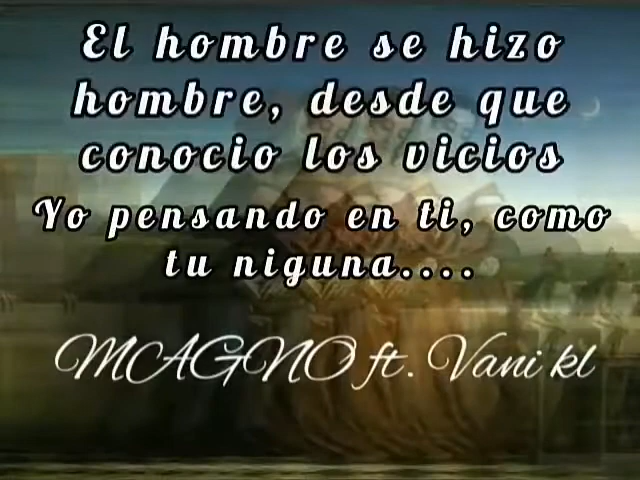 El hombre se hizo
hombre, desde que
conocio los vicios
Yo pensando en ti, como
tu niguna....
MAGNO ft. Vani kl